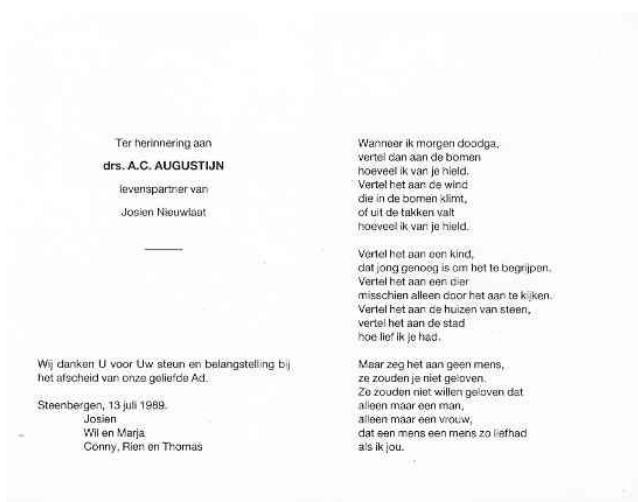 Ter herinnering aan
drs. A.C. AUGUSTIJN
levenspartner van
Josien Nieuwlaat
Wij danken U voor Uw steun en belangstelling bij
het afscheid van onze geliefde Ad.
Steenbergen, 13 juli 1989.
Josien
Wil en Marja
Conny, Rien en Thomas
Wanneer ik morgen doodga,
vertel dan aan de bomen
hoeveel ik van je hield.
Vertel het aan de wind
die in de bomen klimt,
of uit de takken valt
hoeveel ik van je hield.
Vertel het aan een kind,
dat jong genoeg is om het te begrijpen.
Vertel het aan een dier
misschien alleen door het aan te kijken.
Vertel het aan de huizen van steen,
vertel het aan de stad
hoe lief ik je had.
Maar zeg het aan geen mens,
ze zouden je niet geloven.
Ze zouden niet willen geloven dat
alleen maar een man,
alleen maar een vrouw,
dat een mens een mens zo liefhad
als ik jou.